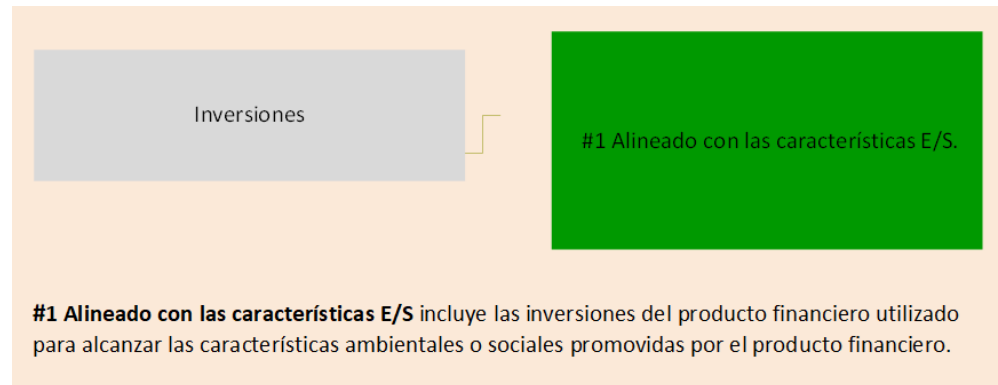 Inversiones
#1 Alineado con las características E/S.
#1 Alineado con las características E/S incluye las inversiones del producto financiero utilizado
para alcanzar las características ambientales o sociales promovidas por el producto financiero.